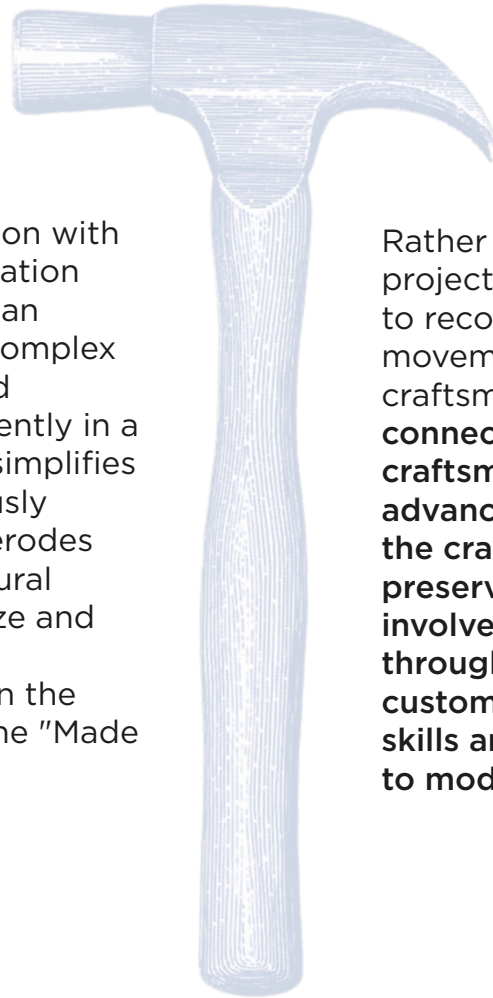 on with
ation
an
omplex
d
ently in a
simplifies
usly
erodes
ural
ze and
n the
ne "Made
Rather
project
to reco
movem
craftsm
connec
craftsm
advanc
the cra
preserv
involve
through
custom
skills ar
to mod